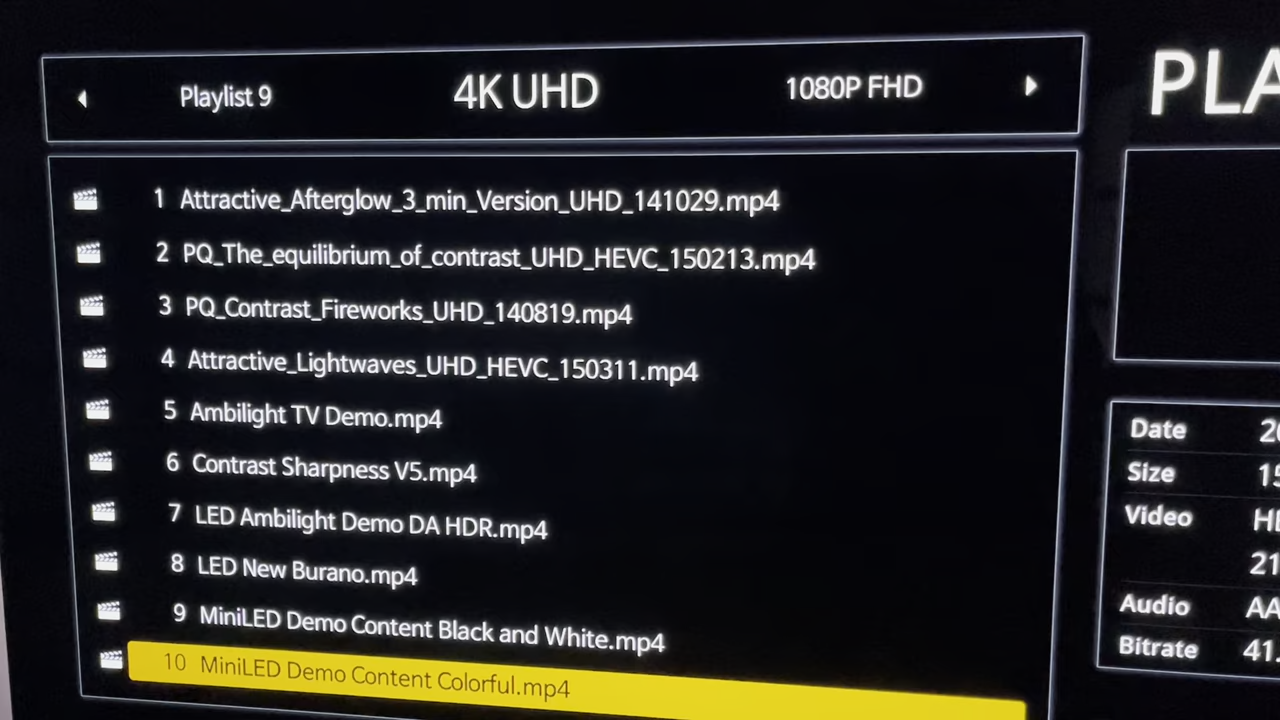 Playlist 9 4K UHD 1080P FHD
1 Attractive_Afterglow_3_min_Version_UHD_141029.mp4
2 PQ_The_equilibrium_of_contrast_UHD_HEVC_150213.mp4
3 PQ_Contrast_Fireworks_UHD_140819.mp4
4 Attractive_Lightwaves_UHD_HEVC_150311.mp4
5 Ambilight TV Demo.mp4
6 Contrast Sharpness V5.mp4
7 LED Ambilight Demo DA HDR.mp4
8 LED New Burano.mp4
9 MiniLED Demo Content Black and White.mp4
10 MiniLED Demo Content Colorful.mp4
Date
Size
Video
Audio
Bitrate 41.